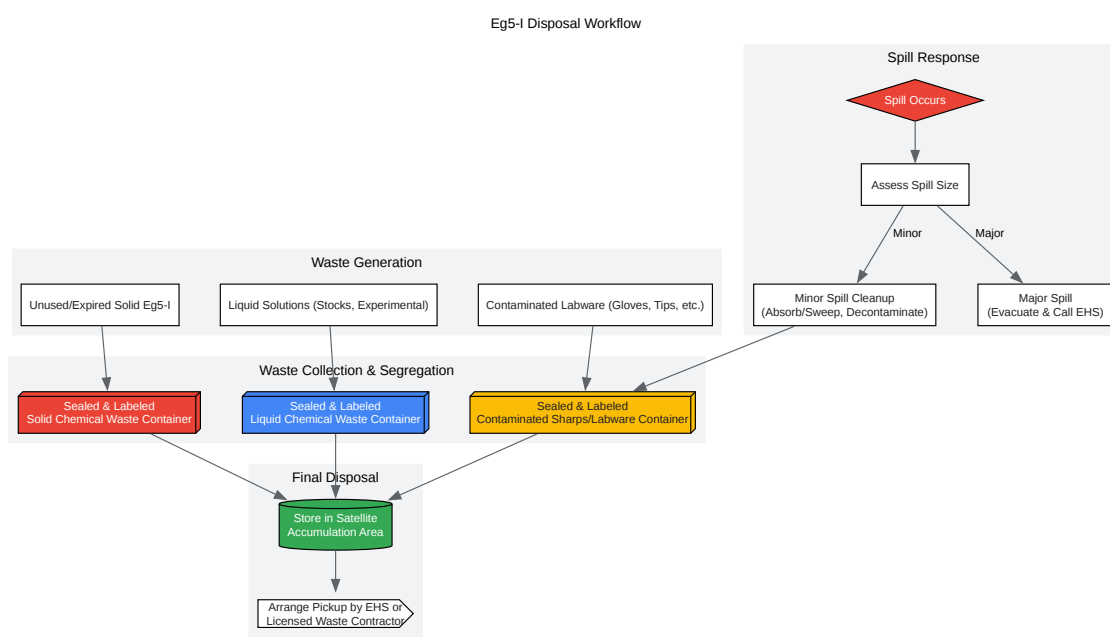 Eg5-I Disposal Workflow
Spill Response
Spill Occurs
Assess Spill Size
Minor
Major
Waste Generation
Unused/Expired Solid Eg5-I
Liquid Solutions (Stocks, Experimental)
Contaminated Labware (Gloves, Tips, etc.)
Minor Spill Cleanup
(Absorb/Sweep, Decontaminate)
Major Spill
(Evacuate & Call EHS)
Waste Collection & Segregation
Sealed & Labeled
Solid Chemical Waste Container
Sealed & Labeled
Liquid Chemical Waste Container
Sealed & Labeled
Contaminated Sharps/Labware Container
Final Disposal
Store in Satellite
Accumulation Area
Arrange Pickup by EHS or
Licensed Waste Contractor